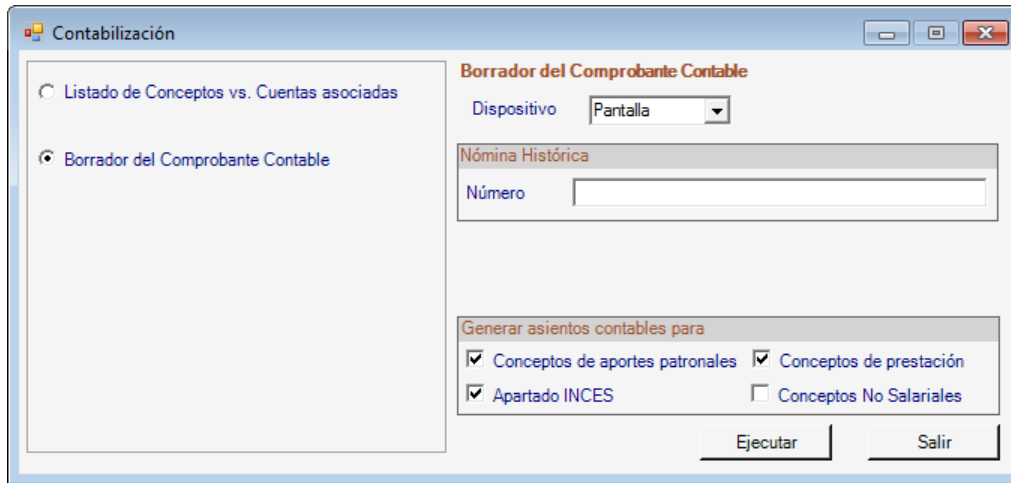 Contabilización
Listado de Conceptos vs. Cuentas asociadas
Borrador del Comprobante Contable
Borrador del Comprobante Contable
Dispositivo Pantalla
Nómina Histórica
Número
Generar asientos contables para
Conceptos de aportes patronales Conceptos de prestación
Apartado INCES Conceptos No Salariales
Ejecutar Salir